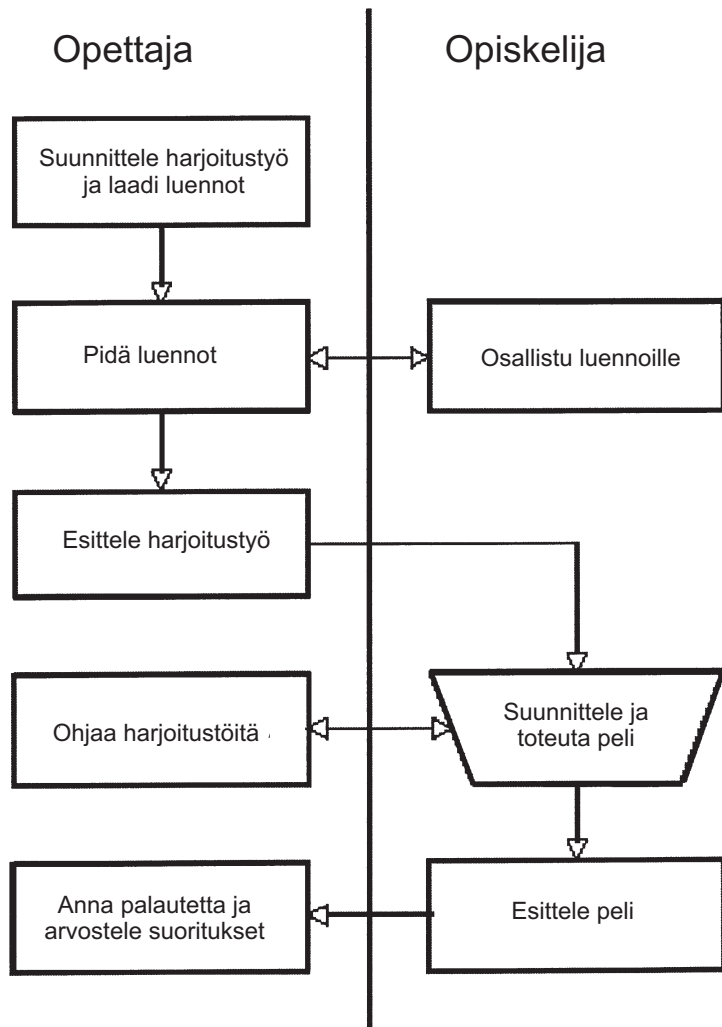 Opettaja
Opiskelija
Suunnittele harjoitustyö
ja laadi luennot
Pidä luennot
Osallistu luennoille
Esittele harjoitustyö
Ohjaa harjoitustöitä
Suunnittele ja
toteuta peli
Anna palautetta ja
arvostele suoritukset
Esittele peli